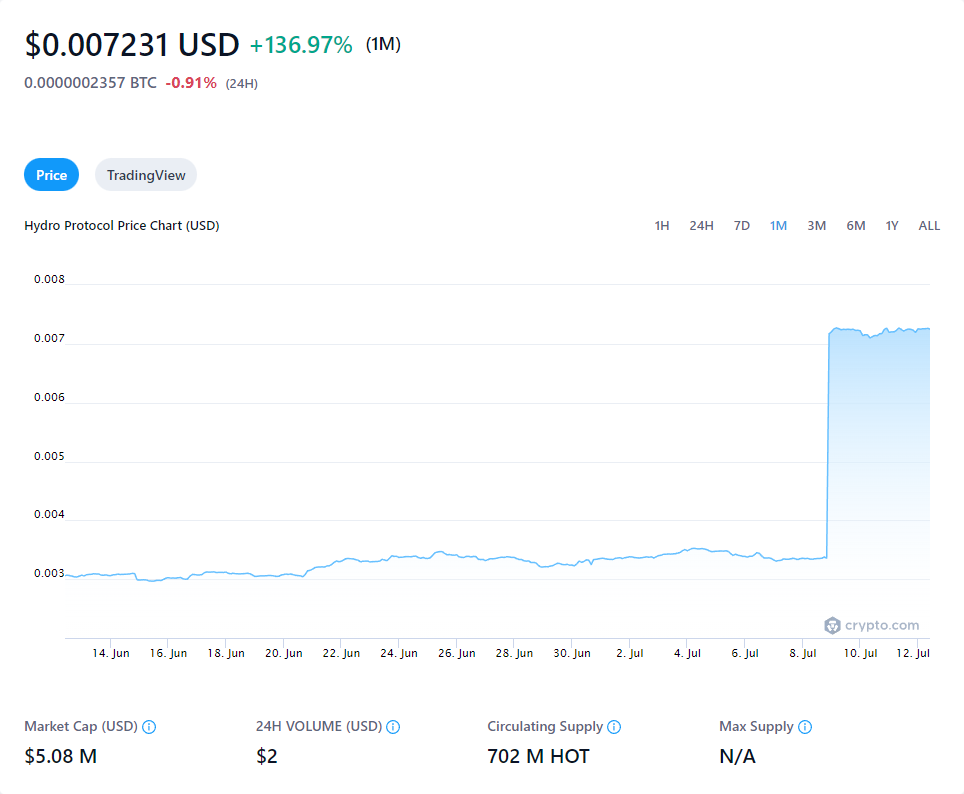 $0.007231 USD +136.97% (1M)
0.0000002357 BTC -0.91% (24H)
Price TradingView
Hydro Protocol Price Chart (USD) 1H 24H 7D 1M 3M 6M 1Y ALL
0.008
0.007
0.006
0.005
0.004
0.003
crypto.com
14. Jun 16. Jun 18. Jun 20. Jun 22. Jun 24. Jun 26. Jun 28. Jun 30. Jun 2. Jul 4. Jul 6. Jul 8. Jul 10. Jul 12. Jul
Market Cap (USD) 24H VOLUME (USD) Circulating Supply Max Supply
$5.08 M $2 702 M HOT N/A